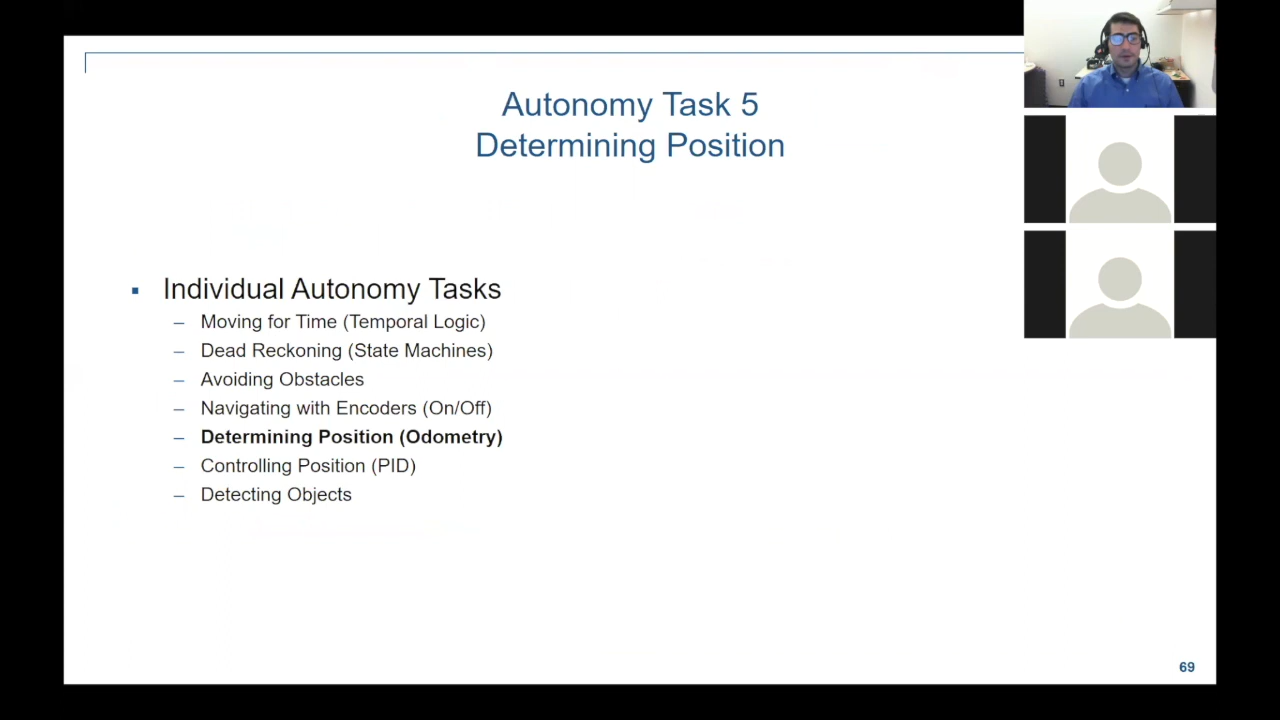 Autonomy Task 5
Determining Position
▪ Individual Autonomy Tasks
– Moving for Time (Temporal Logic)
– Dead Reckoning (State Machines)
– Avoiding Obstacles
– Navigating with Encoders (On/Off)
– Determining Position (Odometry)
– Controlling Position (PID)
– Detecting Objects
69